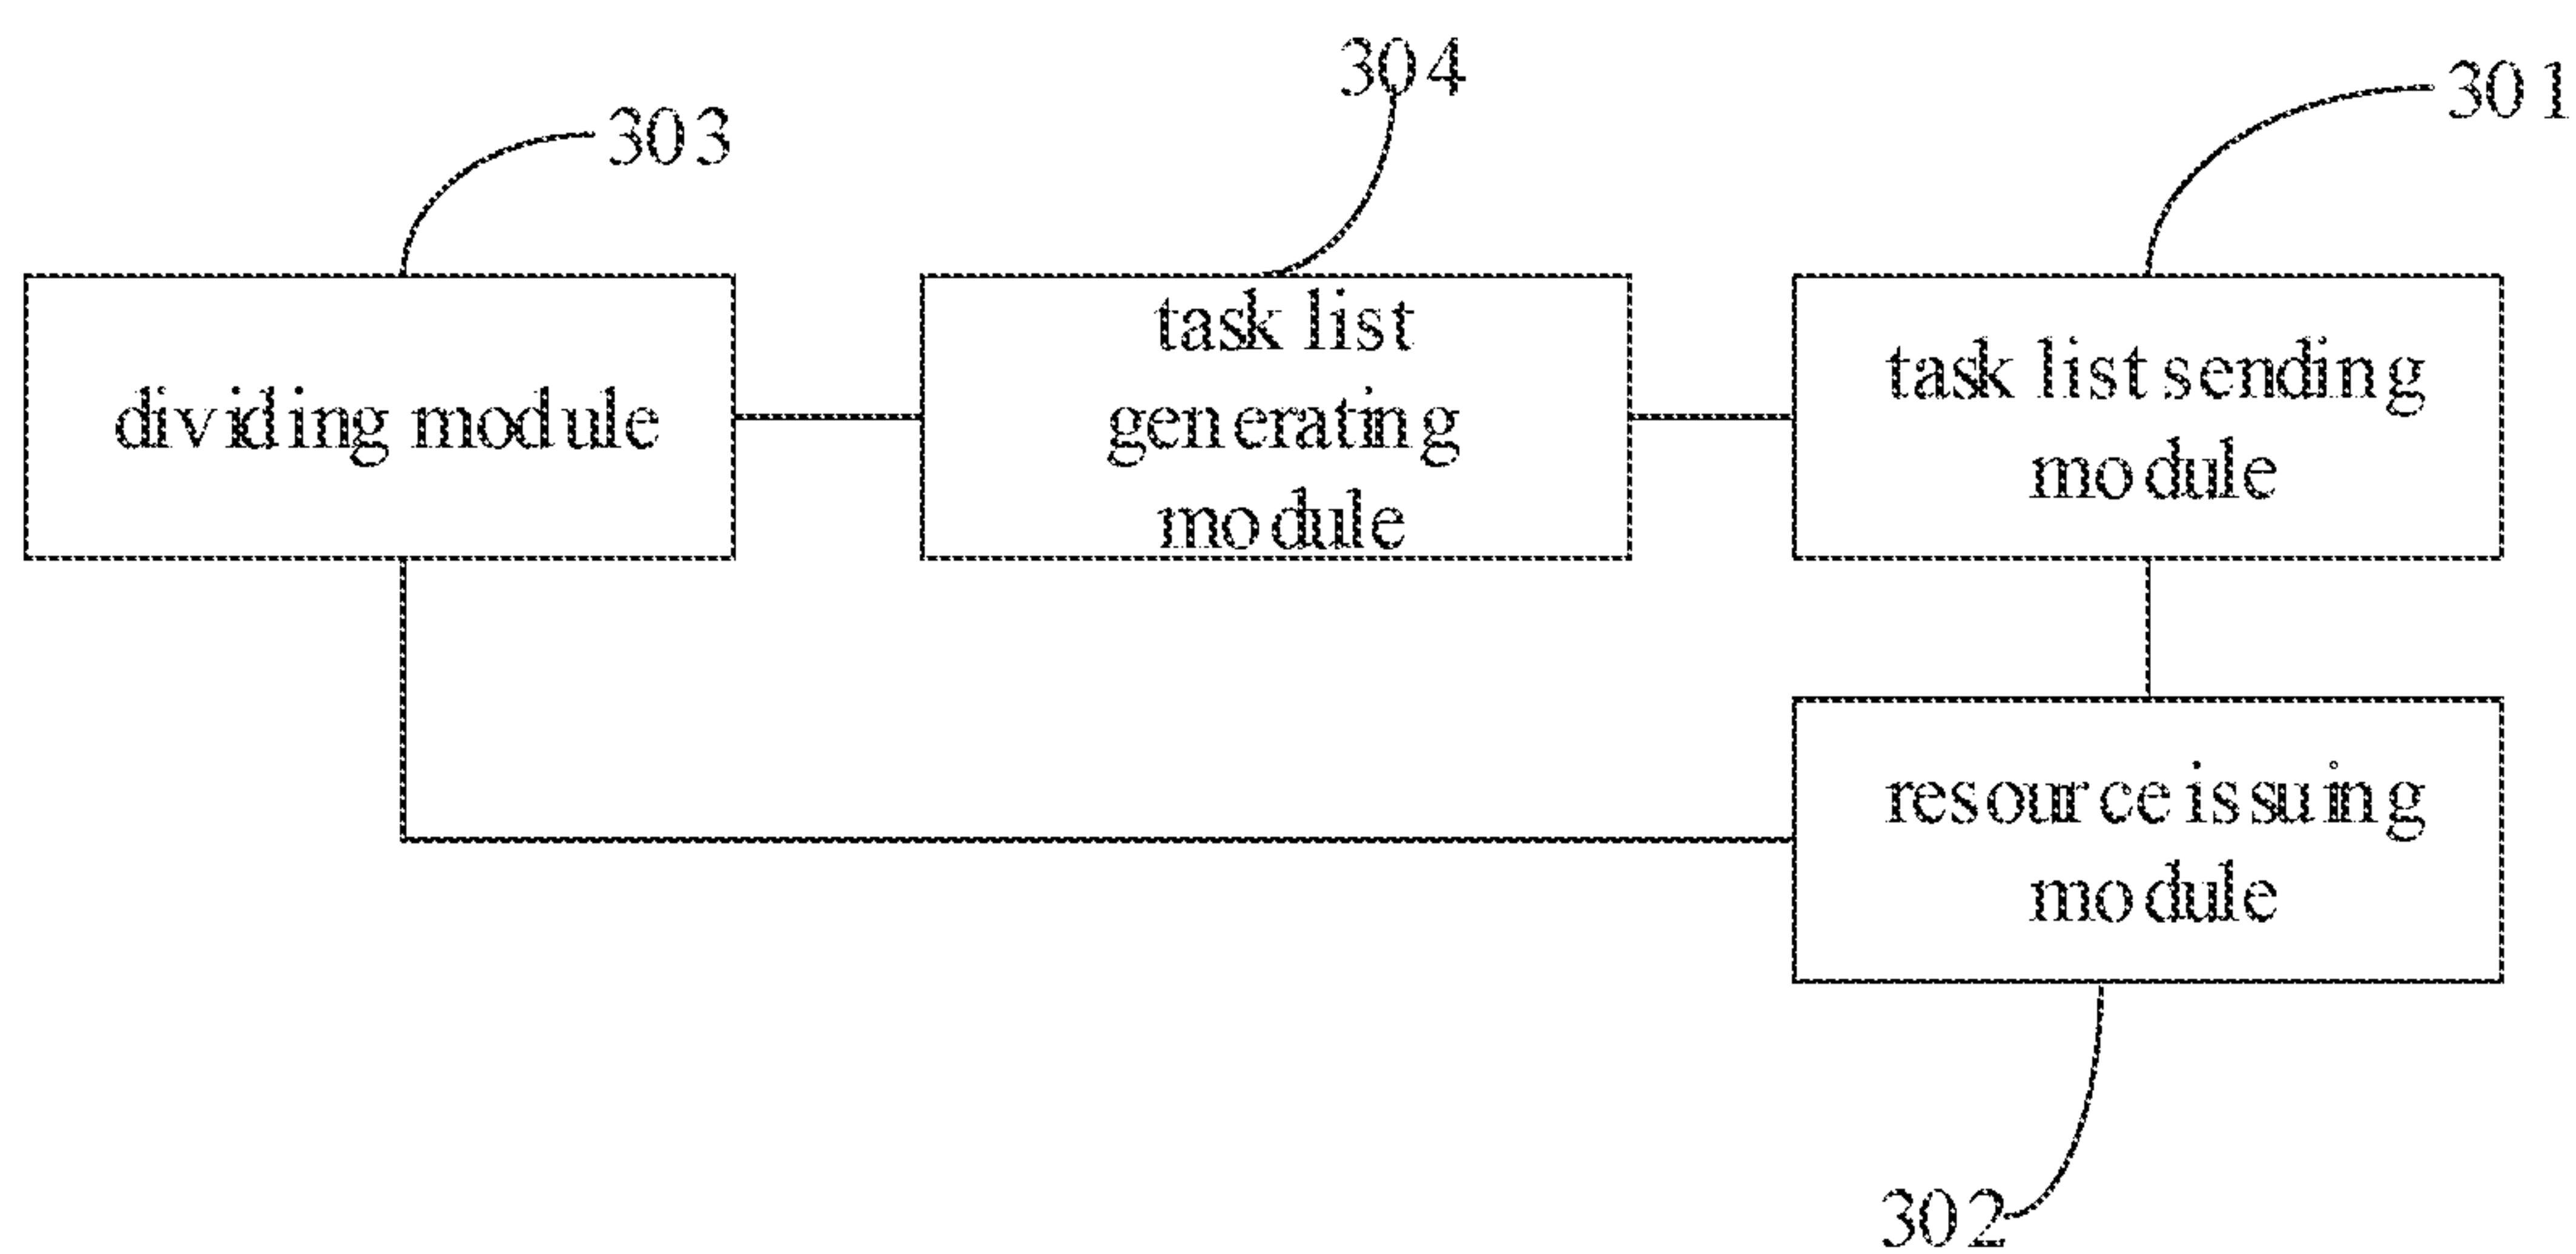 304
301
303
dividing module
task list
generating
module
task list sending
module
resource issuing
module
302